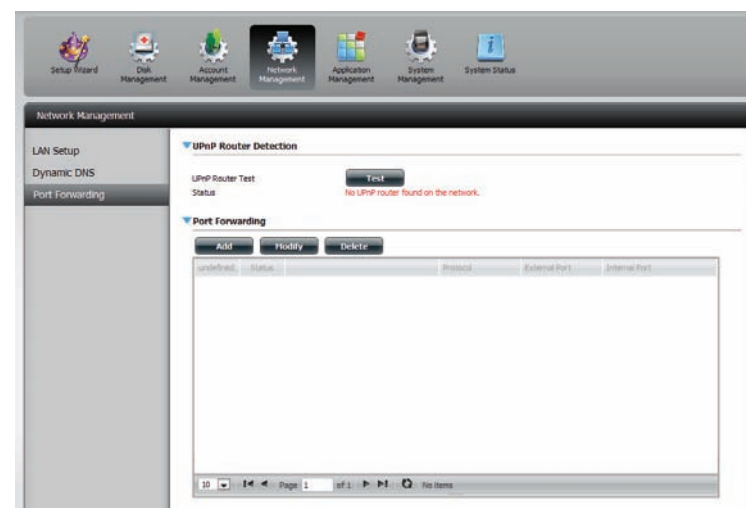 Setup Wizard
Disk Management
Account Management
Network Management
Application Management
System Management
System Status
Network Management
LAN Setup
Dynamic DNS
Port Forwarding
UPnP Router Detection
UPnP Router Test Test
Status No UPnP router found on the network.
Port Forwarding
Add Modify Delete
undefined Status Protocol External Port Internal Port
10 Page 1 of 1 No items